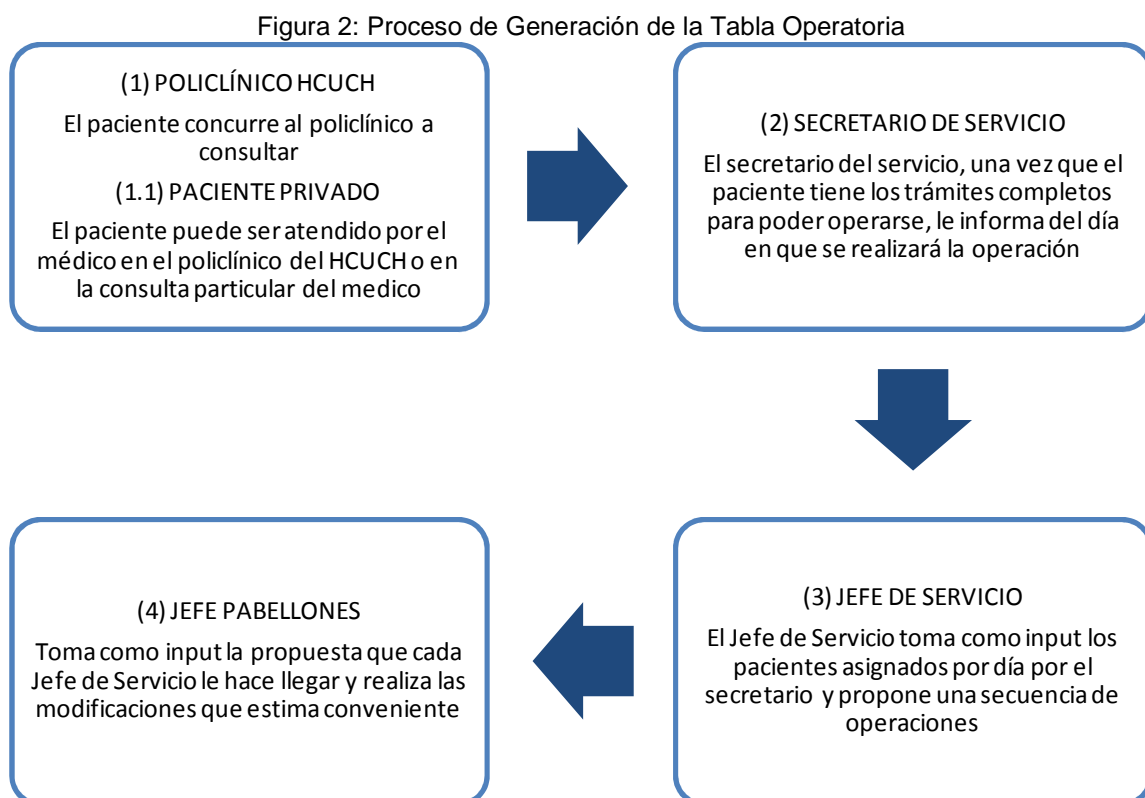 Figura 2: Proceso de Generación de la Tabla Operatoria
(1) POLICLÍNICO HCUCH
El paciente concurre al policlínico a
consultar
(1.1) PACIENTE PRIVADO
El paciente puede ser atendido por el
médico en el policlínico del HCUCH o en
la consulta particular del medico
(2) SECRETARIO DE SERVICIO
El secretario del servicio, una vez que el
paciente tiene los trámites completos
para poder operarse, le informa del día
en que se realizará la operación
(3) JEFE DE SERVICIO
El Jefe de Servicio toma como input los
pacientes asignados por día por el
secretario y propone una secuencia de
operaciones
(4) JEFE PABELLONES
Toma como input la propuesta que cada
Jefe de Servicio le hace llegar y realiza las
modificaciones que estima conveniente